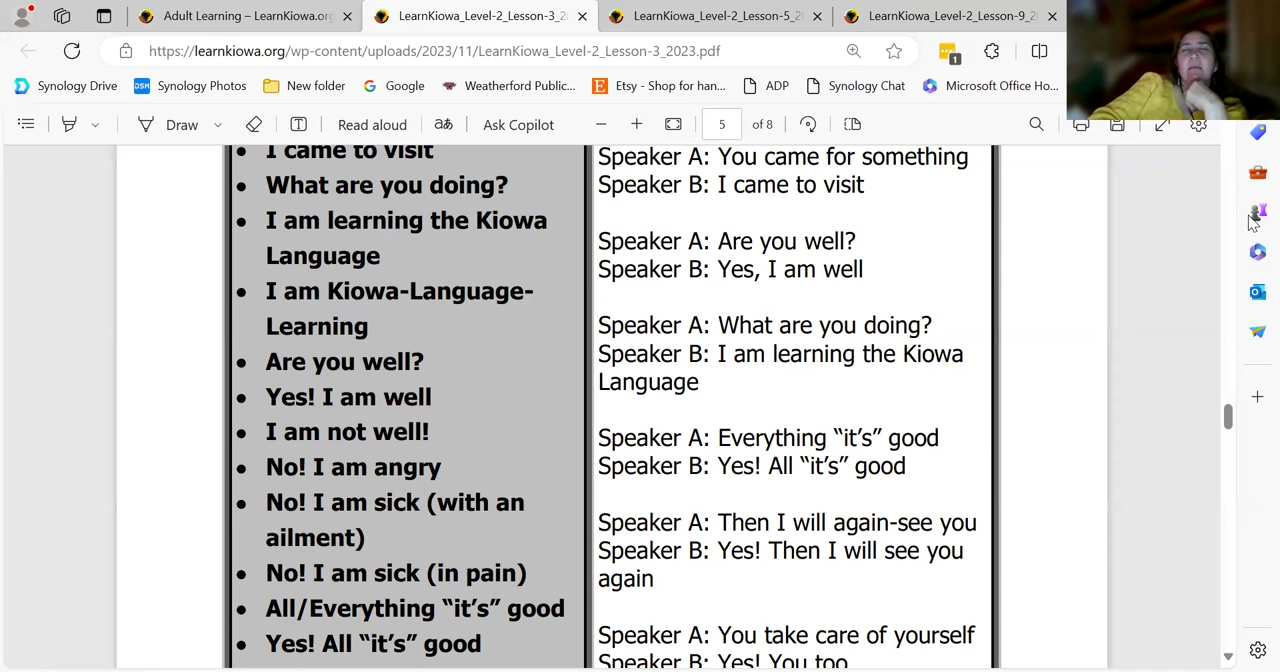 Adult Learning – LearnKiowa.org
LearnKiowa_Level-2_Lesson-3_2
LearnKiowa_Level-2_Lesson-5_2
LearnKiowa_Level-2_Lesson-9_2
https://learnkiowa.org/wp-content/uploads/2023/11/LearnKiowa_Level-2_Lesson-3_2023.pdf
1
Synology Drive
DSM
Synology Photos
New folder
Google
Weatherford Public...
E
Etsy - Shop for han...
ADP
Synology Chat
Microsoft Office Ho...
Draw
Read aloud
aあ
Ask Copilot
5
of 8
• I came to visit
• What are you doing?
• I am learning the Kiowa
Language
• I am Kiowa-Language-
Learning
• Are you well?
• Yes! I am well
• I am not well!
• No! I am angry
• No! I am sick (with an
ailment)
• No! I am sick (in pain)
• All/Everything “it’s” good
• Yes! All “it’s” good
Speaker A: You came for something
Speaker B: I came to visit
Speaker A: Are you well?
Speaker B: Yes, I am well
Speaker A: What are you doing?
Speaker B: I am learning the Kiowa
Language
Speaker A: Everything “it’s” good
Speaker B: Yes! All “it’s” good
Speaker A: Then I will again-see you
Speaker B: Yes! Then I will see you
again
Speaker A: You take care of yourself
Speaker B: Yes! You too